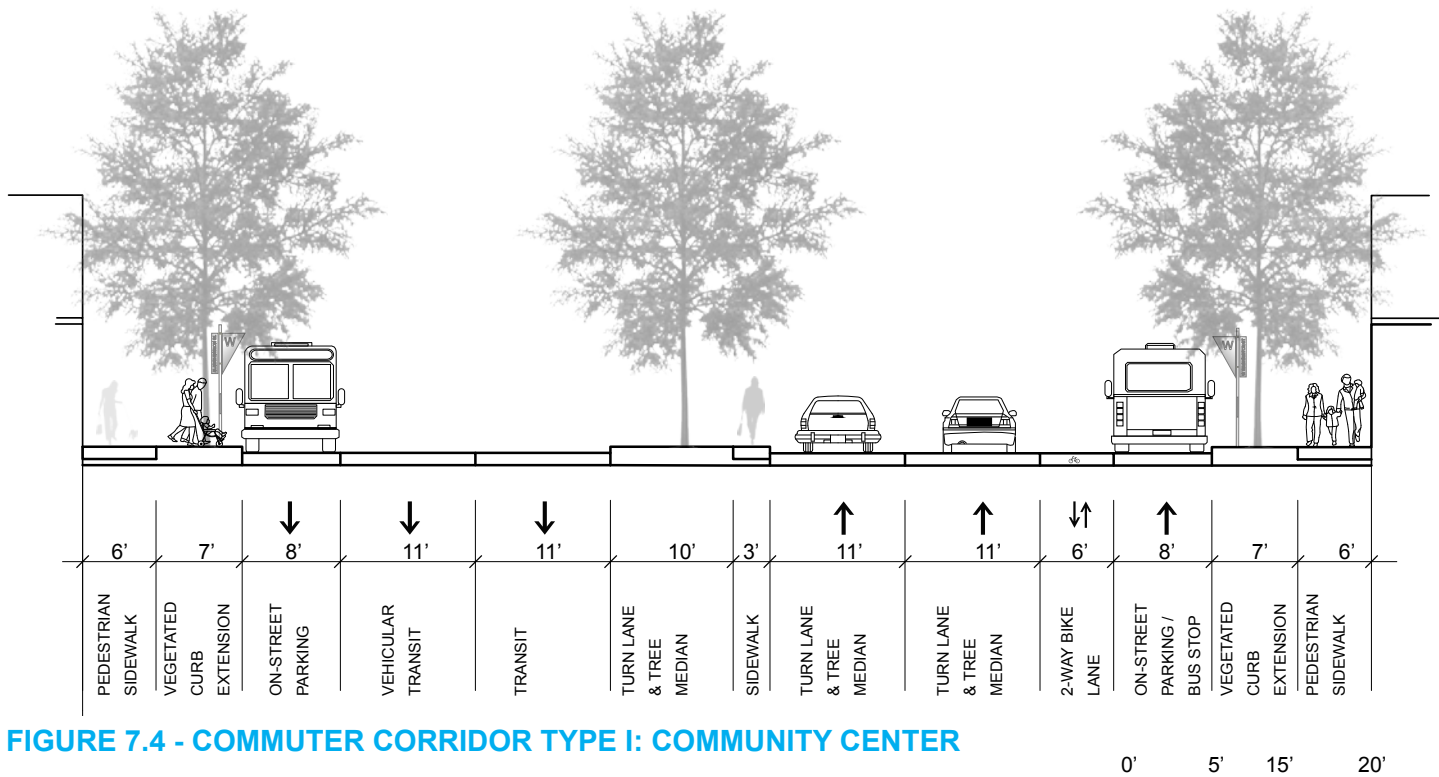 W
W
6’ 7’ 8’ 11’ 11’ 10’ 3’ 11’ 11’ 6’ 8’ 7’ 6’
PEDESTRIAN
SIDEWALK
VEGETATED
CURB
EXTENSION
ON-STREET
PARKING
VEHICULAR
TRANSIT
TRANSIT
TURN LANE
& TREE
MEDIAN
SIDEWALK
TURN LANE
& TREE
MEDIAN
TURN LANE
& TREE
MEDIAN
2-WAY BIKE
LANE
ON-STREET
PARKING /
BUS STOP
VEGETATED
CURB
EXTENSION
PEDESTRIAN
SIDEWALK
FIGURE 7.4 - COMMUTER CORRIDOR TYPE I: COMMUNITY CENTER
0’ 5’ 15’ 20’